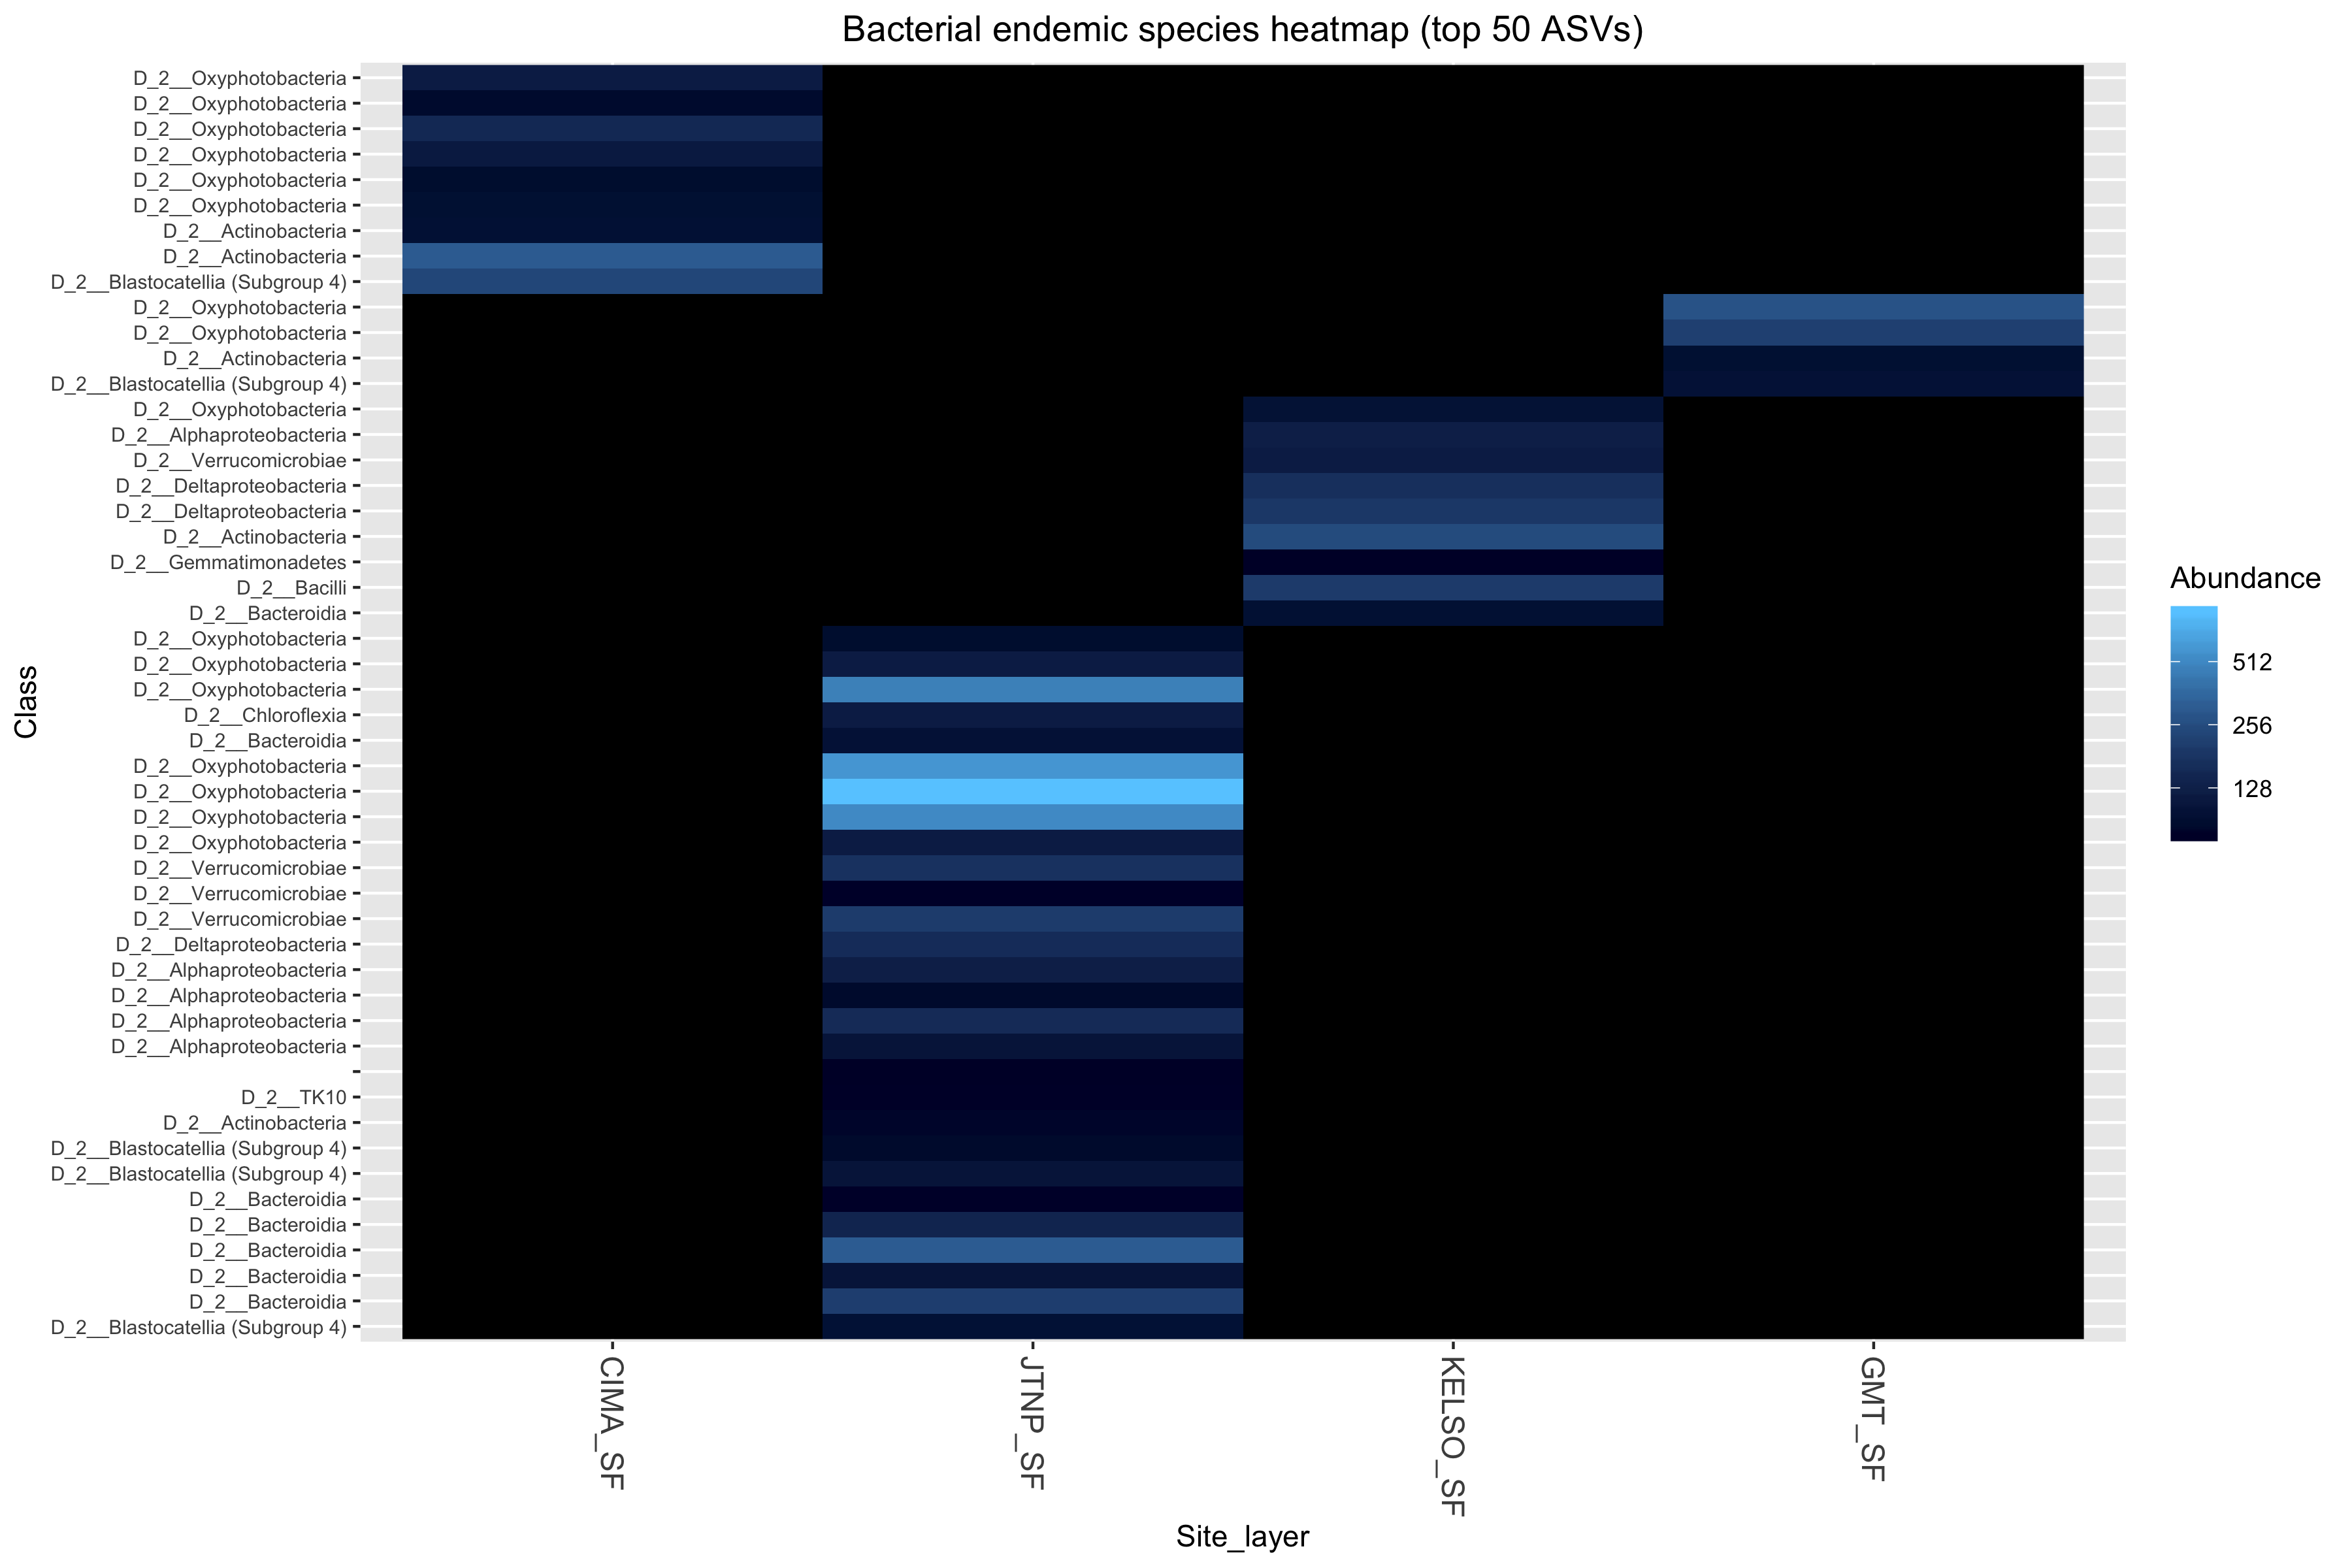 Bacterial endemic species heatmap (top 50 ASVs)
D_2__Oxyphotobacteria
D_2__Oxyphotobacteria
D_2__Oxyphotobacteria
D_2__Oxyphotobacteria
D_2__Oxyphotobacteria
D_2__Oxyphotobacteria
D_2__Actinobacteria
D_2__Actinobacteria
D_2__Blastocatellia (Subgroup 4)
D_2__Oxyphotobacteria
D_2__Oxyphotobacteria
D_2__Actinobacteria
D_2__Blastocatellia (Subgroup 4)
D_2__Oxyphotobacteria
D_2__Alphaproteobacteria
D_2__Verrucomicrobiae
D_2__Deltaproteobacteria
D_2__Deltaproteobacteria
D_2__Actinobacteria
D_2__Gemmatimonadetes
D_2__Bacilli
D_2__Bacteroidia
D_2__Oxyphotobacteria
D_2__Oxyphotobacteria
D_2__Oxyphotobacteria
D_2__Chloroflexia
D_2__Bacteroidia
D_2__Oxyphotobacteria
D_2__Oxyphotobacteria
D_2__Oxyphotobacteria
D_2__Oxyphotobacteria
D_2__Verrucomicrobiae
D_2__Verrucomicrobiae
D_2__Verrucomicrobiae
D_2__Deltaproteobacteria
D_2__Alphaproteobacteria
D_2__Alphaproteobacteria
D_2__Alphaproteobacteria
D_2__Alphaproteobacteria
D_2__TK10
D_2__Actinobacteria
D_2__Blastocatellia (Subgroup 4)
D_2__Blastocatellia (Subgroup 4)
D_2__Bacteroidia
D_2__Bacteroidia
D_2__Bacteroidia
D_2__Bacteroidia
D_2__Bacteroidia
D_2__Blastocatellia (Subgroup 4)
Class
CIMA_SF
JTNP_SF
KELSO_SF
GMT_SF
Site_layer
Abundance
512
256
128